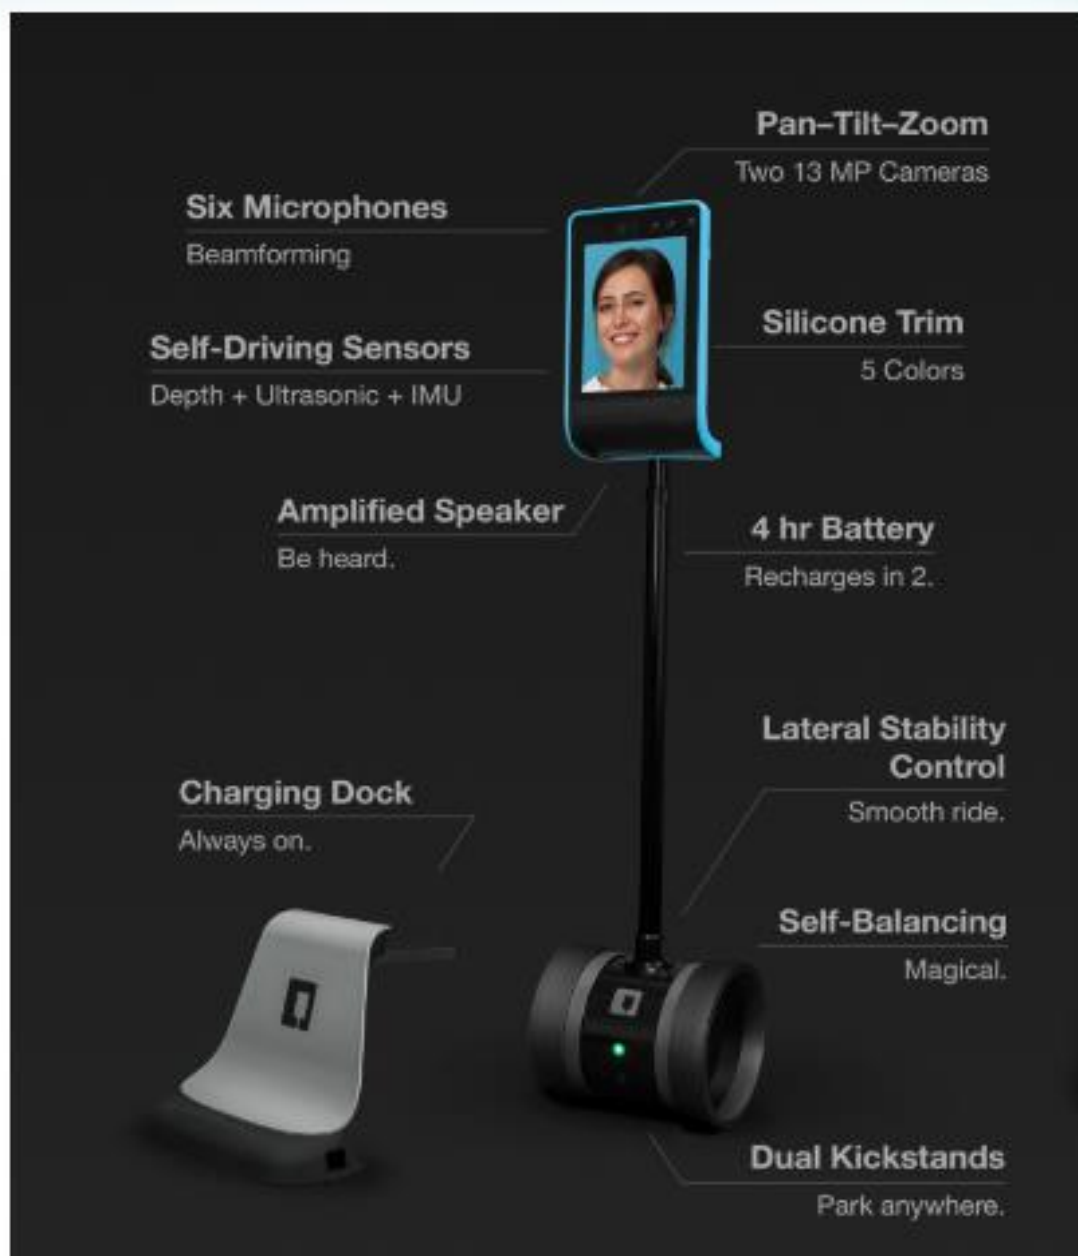 Pan–Tilt–Zoom
Two 13 MP Cameras
Six Microphones
Beamforming
Silicone Trim
5 Colors
Self-Driving Sensors
Depth + Ultrasonic + IMU
Amplified Speaker
Be heard.
4 hr Battery
Recharges in 2.
Lateral Stability
Control
Smooth ride.
Charging Dock
Always on.
Self-Balancing
Magical.
Dual Kickstands
Park anywhere.